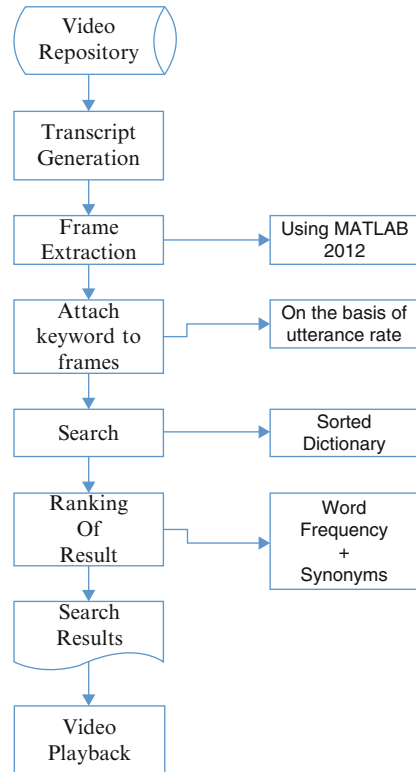 Video
Repository
Transcript
Generation
Frame
Extraction
Using MATLAB
2012
Attach
keyword to
frames
On the basis of
utterance rate
Search
Sorted
Dictionary
Ranking
Of
Result
Word
Frequency
+
Synonyms
Search
Results
Video
Playback